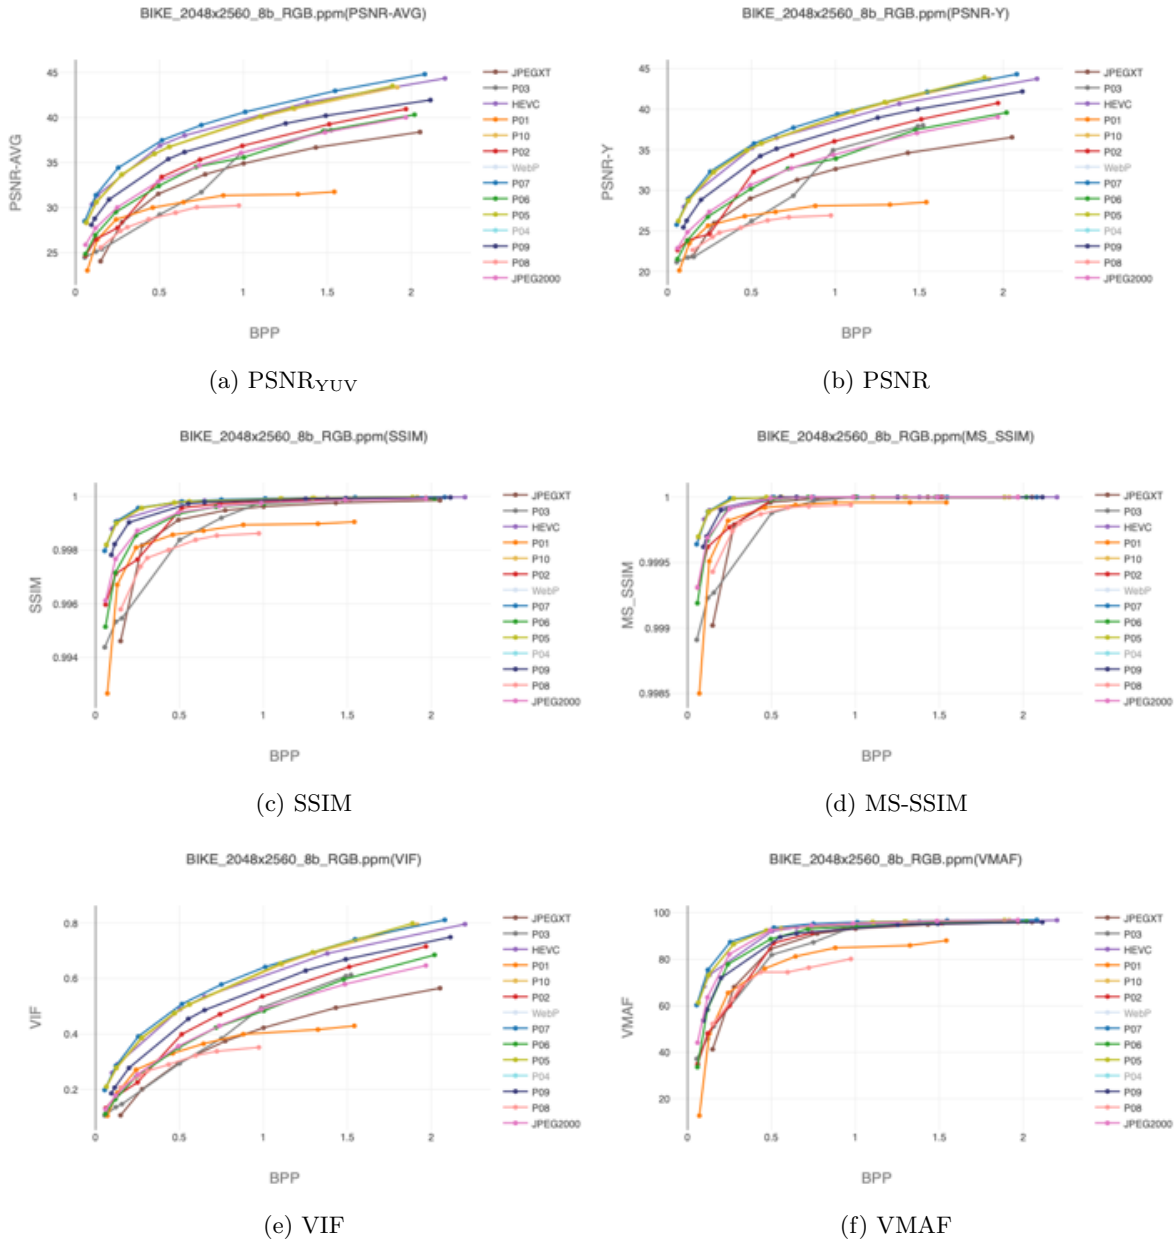 BIKE_2048x2560_8b_RGB.ppm(PSNR-AVG)
PSNR-AVG
45
40
35
30
25
0
0.5
1
1.5
2
BPP
JPEGXT
P03
HEVC
P01
P10
P02
WebP
P07
P06
P05
P04
P09
P08
JPEG2000
(a) PSNRYUV
BIKE_2048x2560_8b_RGB.ppm(PSNR-Y)
PSNR-Y
45
40
35
30
25
20
0
0.5
1
1.5
2
BPP
JPEGXT
P03
HEVC
P01
P10
P02
WebP
P07
P06
P05
P04
P09
P08
JPEG2000
(b) PSNR
BIKE_2048x2560_8b_RGB.ppm(SSIM)
SSIM
1
0.998
0.996
0.994
0
0.5
1
1.5
2
BPP
JPEGXT
P03
HEVC
P01
P10
P02
WebP
P07
P06
P05
P04
P09
P08
JPEG2000
(c) SSIM
BIKE_2048x2560_8b_RGB.ppm(MS_SSIM)
MS_SSIM
1
0.9995
0.999
0.9985
0
0.5
1
1.5
2
BPP
JPEGXT
P03
HEVC
P01
P10
P02
WebP
P07
P06
P05
P04
P09
P08
JPEG2000
(d) MS-SSIM
BIKE_2048x2560_8b_RGB.ppm(VIF)
VIF
0.8
0.6
0.4
0.2
0
0.5
1
1.5
2
BPP
JPEGXT
P03
HEVC
P01
P10
P02
WebP
P07
P06
P05
P04
P09
P08
JPEG2000
(e) VIF
BIKE_2048x2560_8b_RGB.ppm(VMAF)
VMAF
100
80
60
40
20
0
0.5
1
1.5
2
BPP
JPEGXT
P03
HEVC
P01
P10
P02
WebP
P07
P06
P05
P04
P09
P08
JPEG2000
(f) VMAF